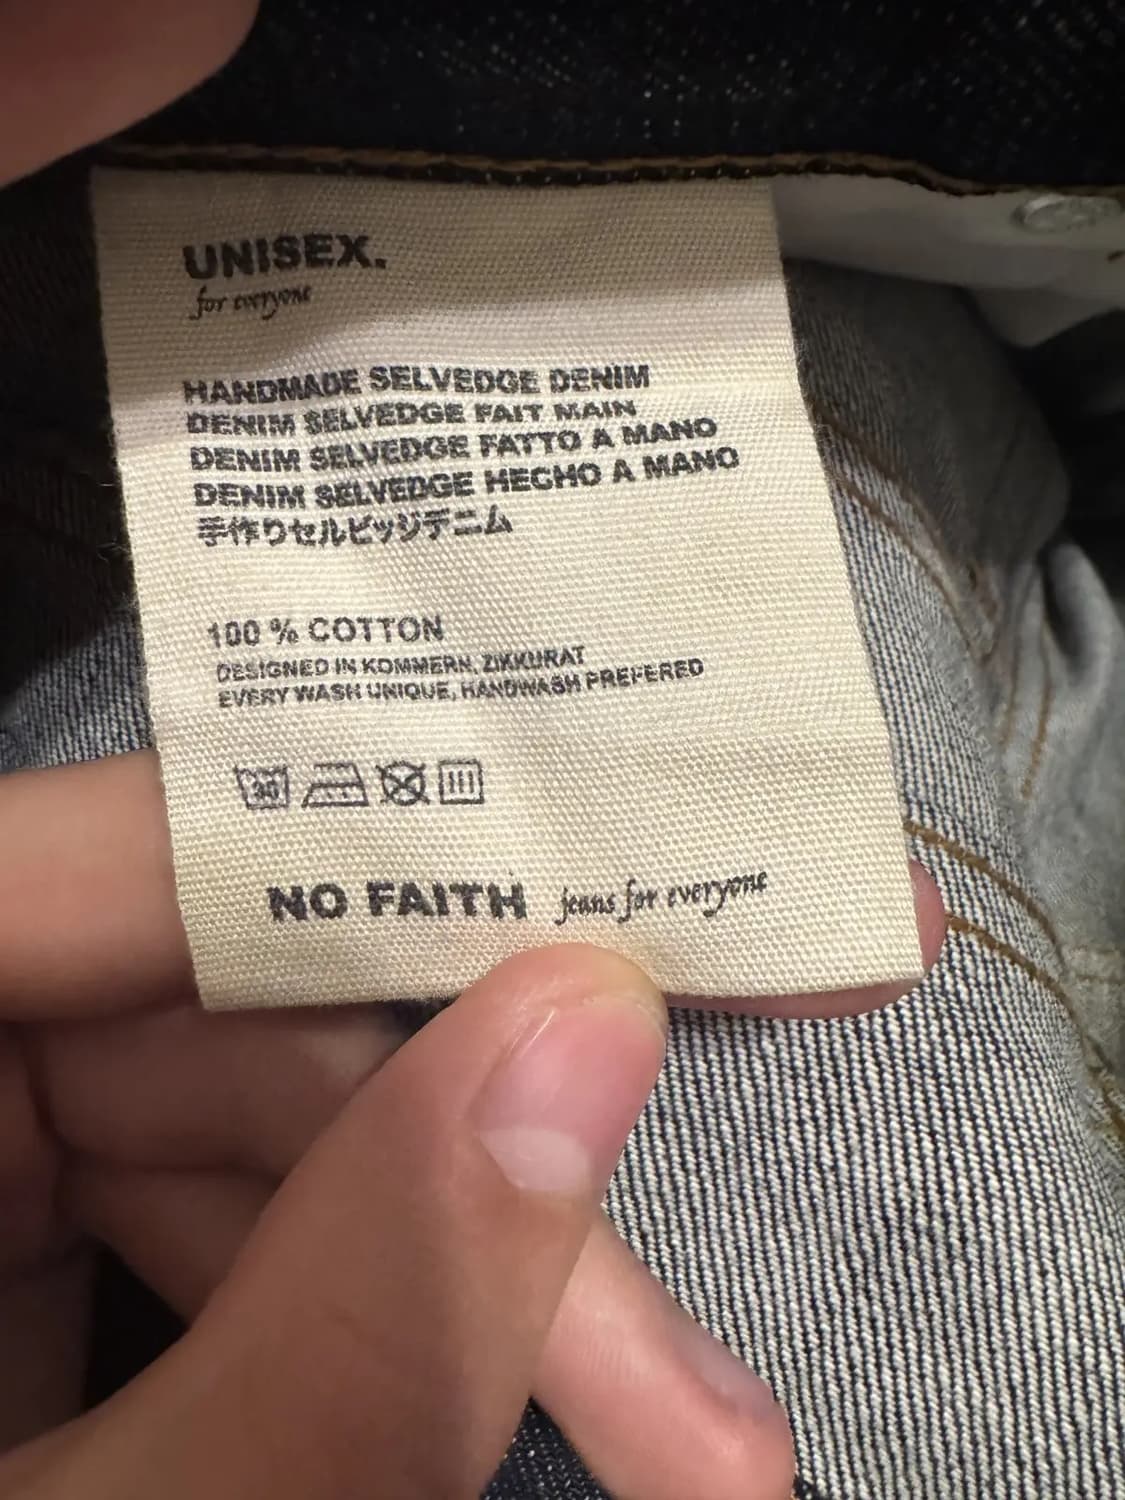 UNISEX.
for everyone
HANDMADE SELVEDGE DENIM
DENIM SELVEDGE FAIT MAIN
DENIM SELVEDGE FATTO A MANO
DENIM SELVEDGE HECHO A MANO
手作りセルビッジデニム
100 % COTTON
DESIGNED IN KOMMERN, ZIKKURAT
EVERY WASH UNIQUE, HANDWASH PREFERED
30
NO FAITH jeans for everyone